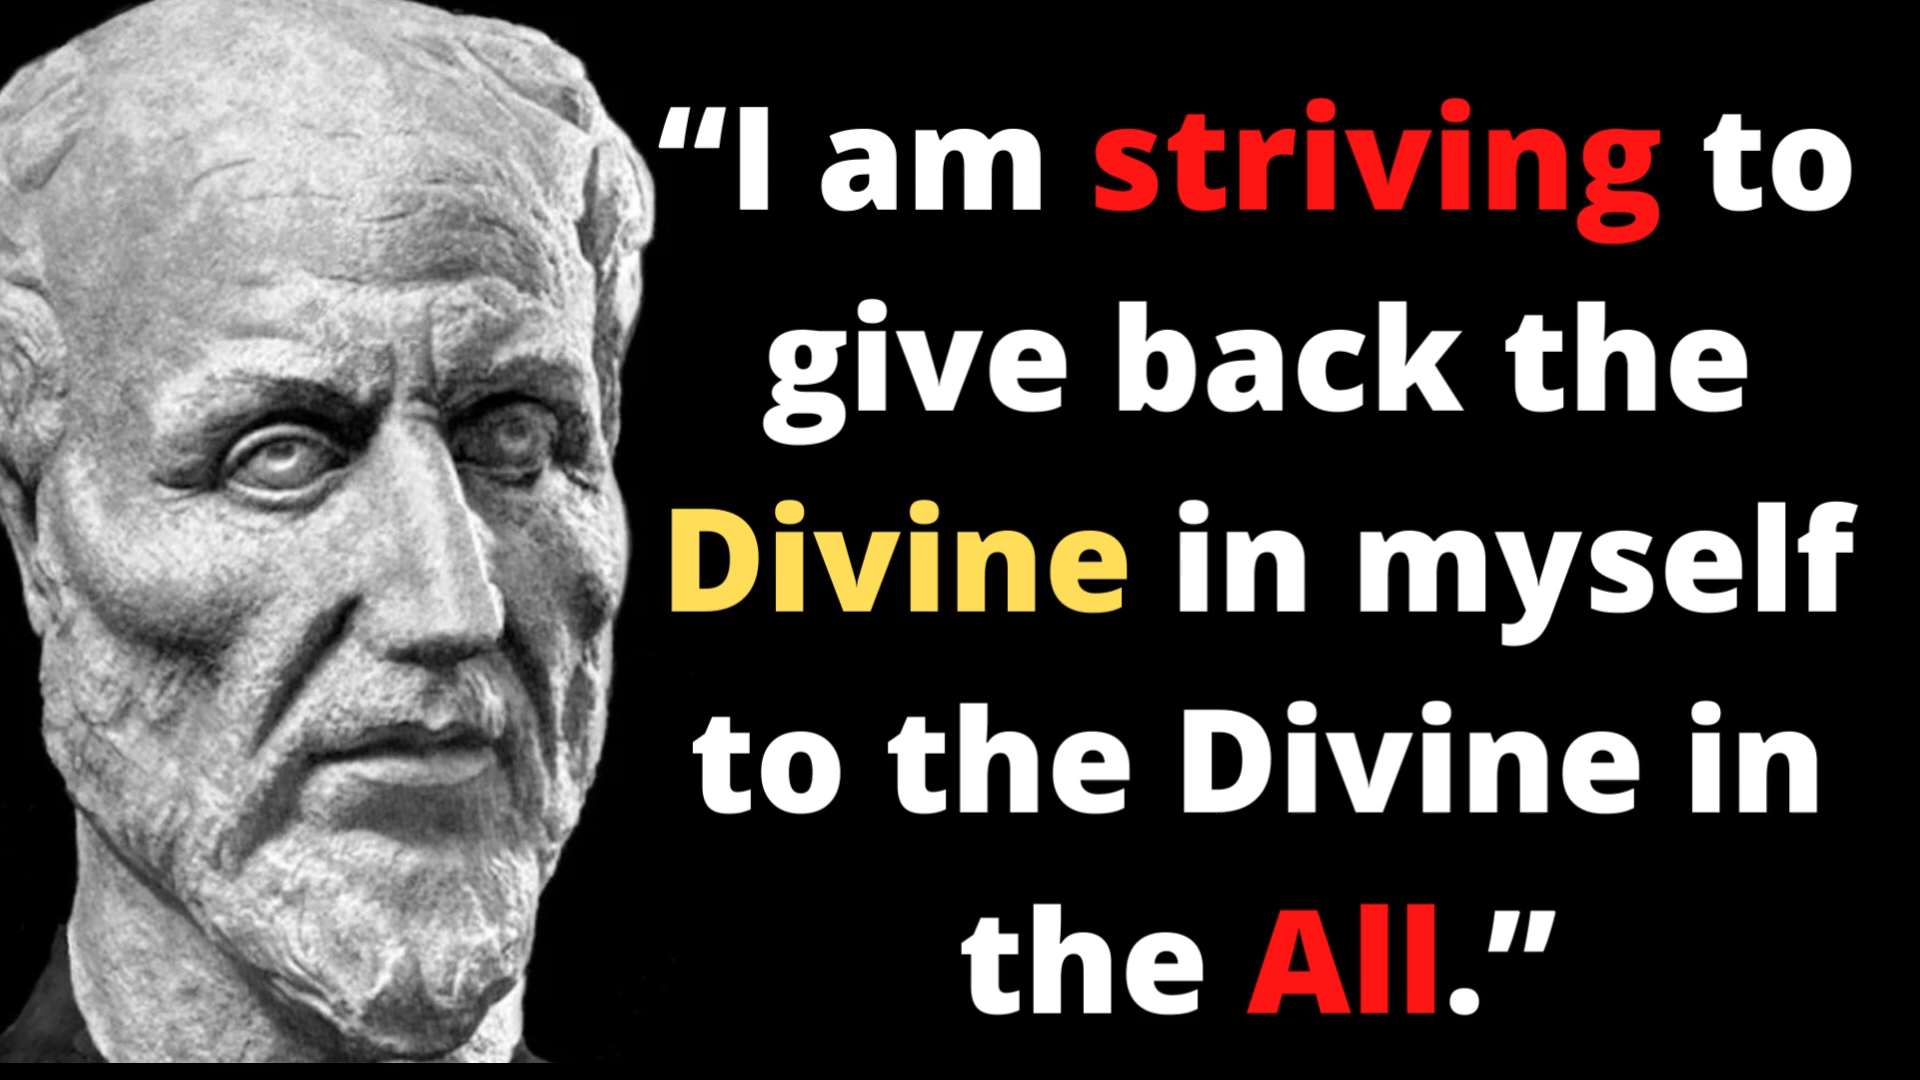 “I am striving to
give back the
Divine in myself
to the Divine in
the All.”